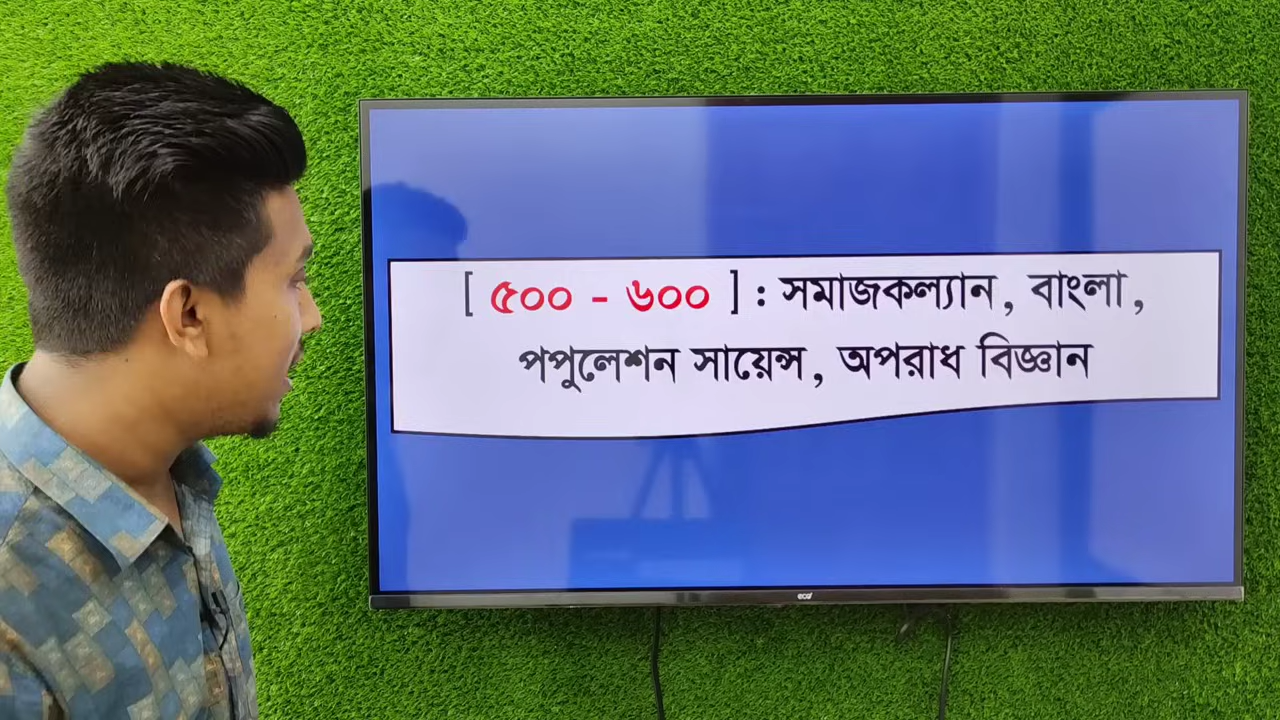 [ ৫০০ - ৬০০ ] : সমাজকল্যান, বাংলা,
পপুলেশন সায়েন্স, অপরাধ বিজ্ঞান